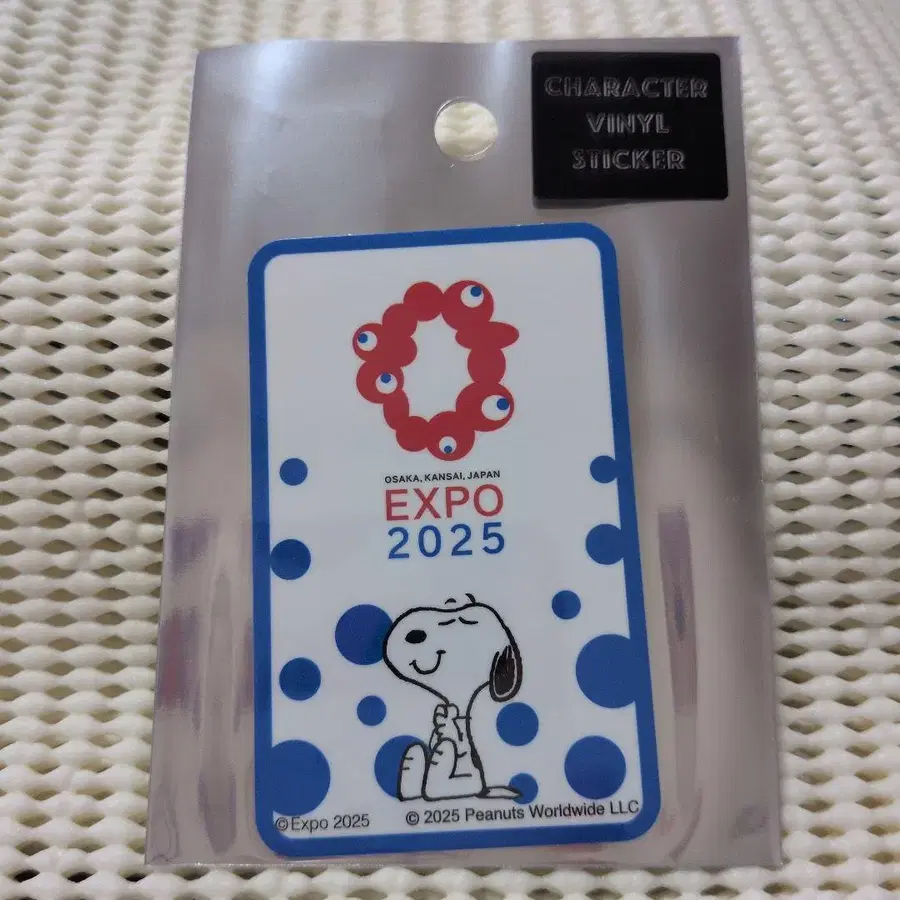 CHARACTER
VINYL
STICKER
OSAKA, KANSAI, JAPAN
EXPO
2025
©Expo 2025 © 2025 Peanuts Worldwide LLC